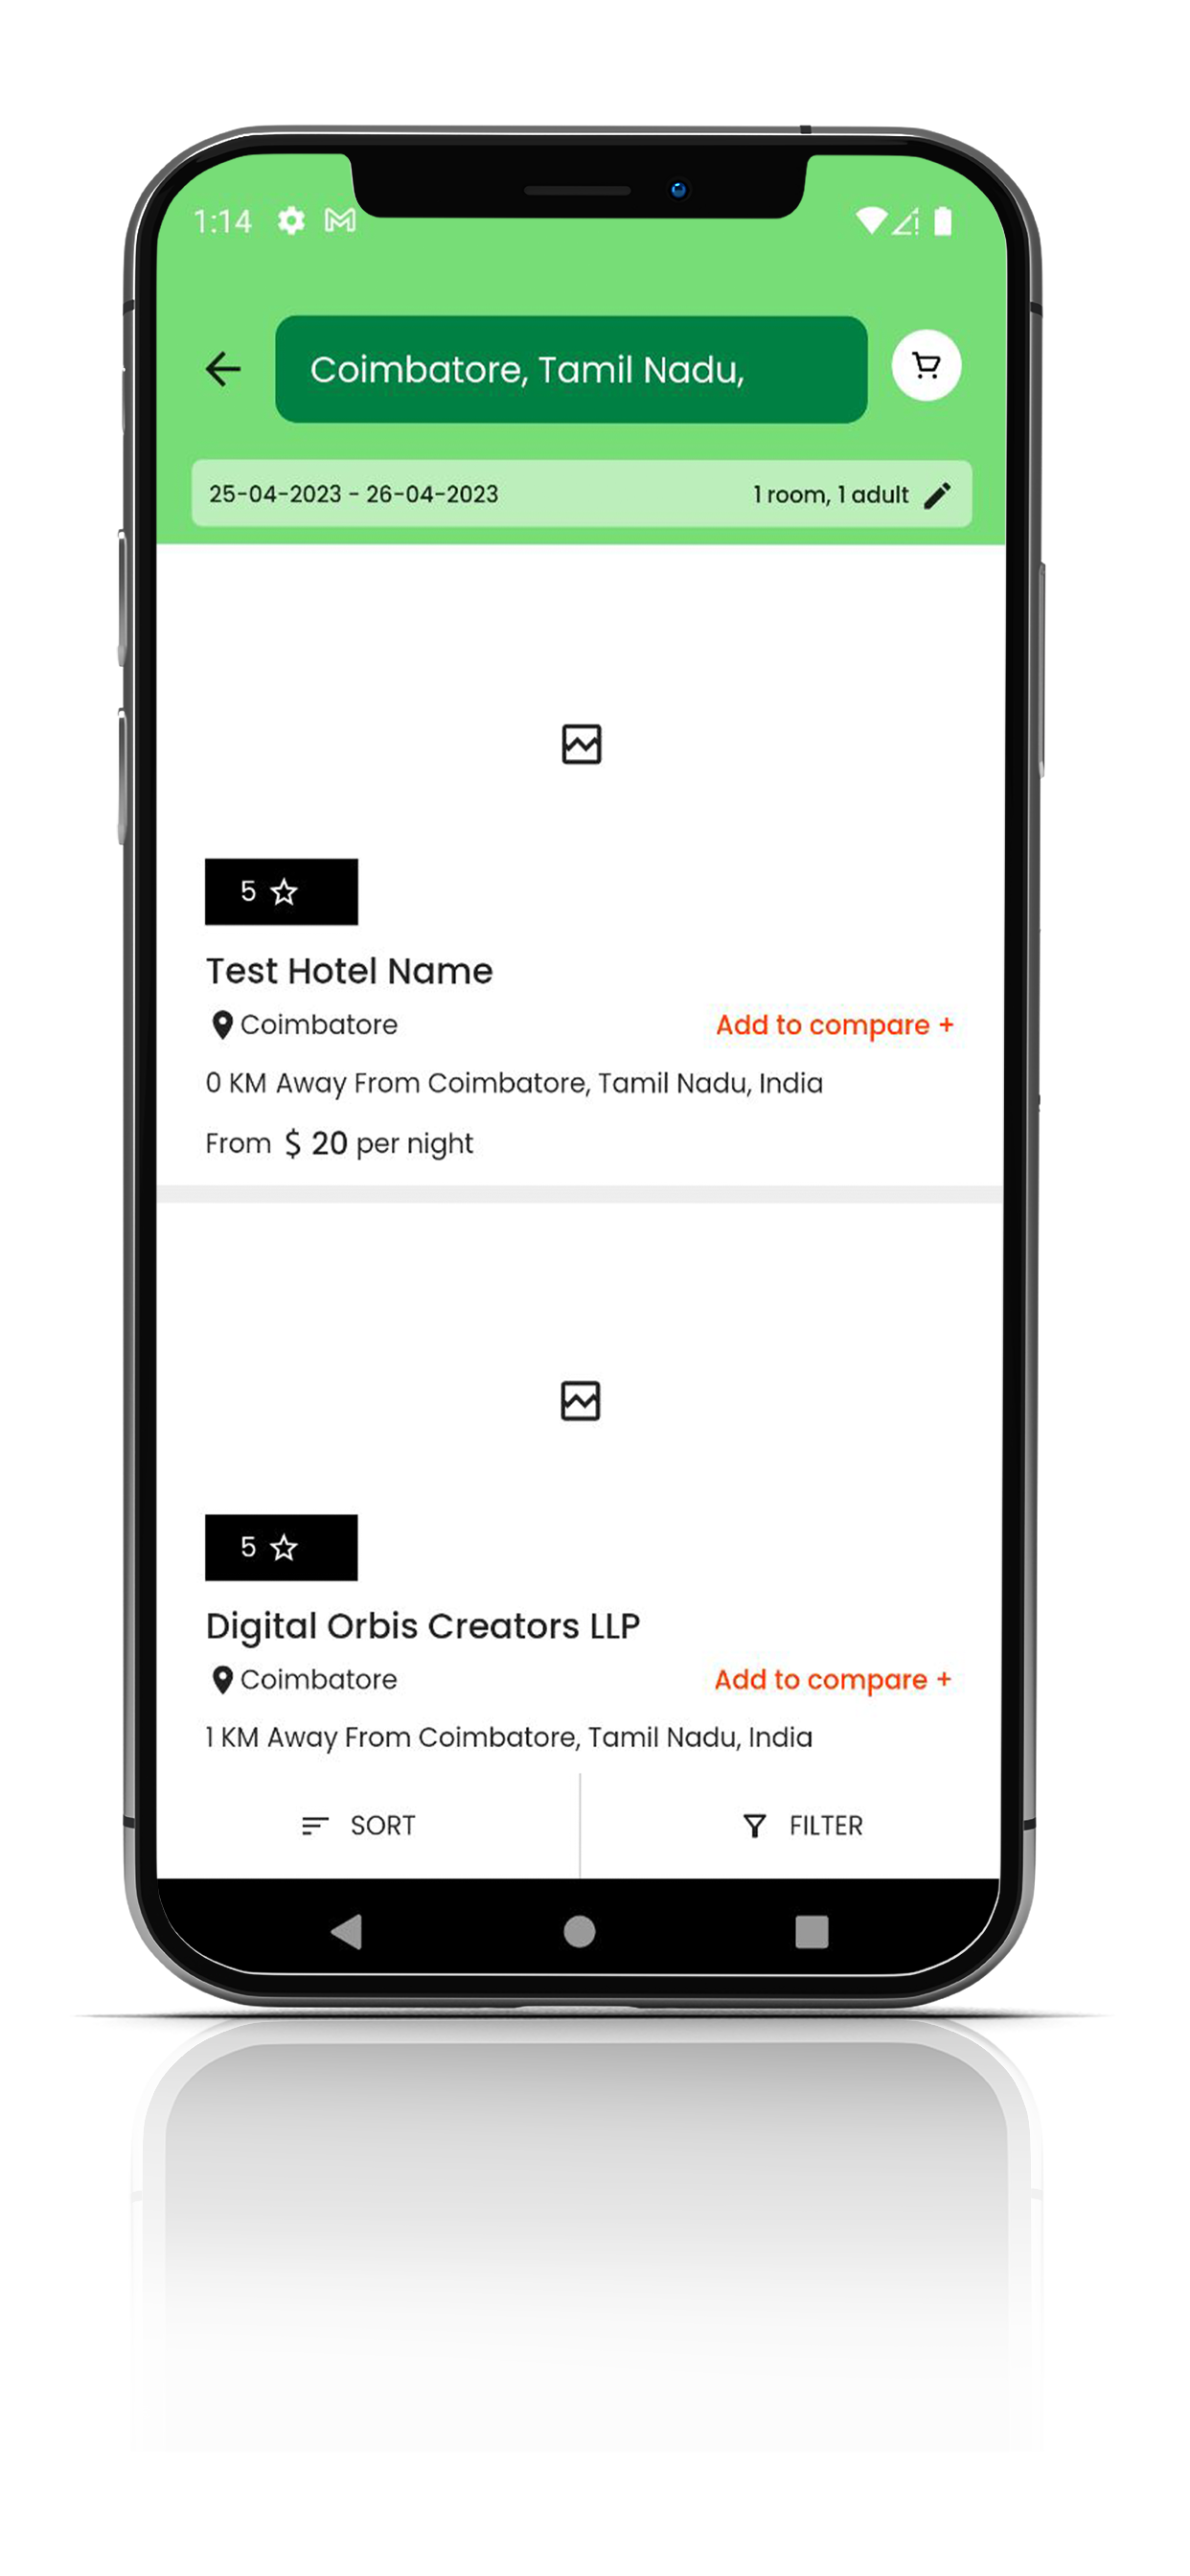 1:14
Coimbatore, Tamil Nadu,
25-04-2023 - 26-04-2023 1 room, 1 adult
5
Test Hotel Name
Coimbatore Add to compare +
0 KM Away From Coimbatore, Tamil Nadu, India
From $ 20 per night
5
Digital Orbis Creators LLP
Coimbatore Add to compare +
1 KM Away From Coimbatore, Tamil Nadu, India
SORT FILTER